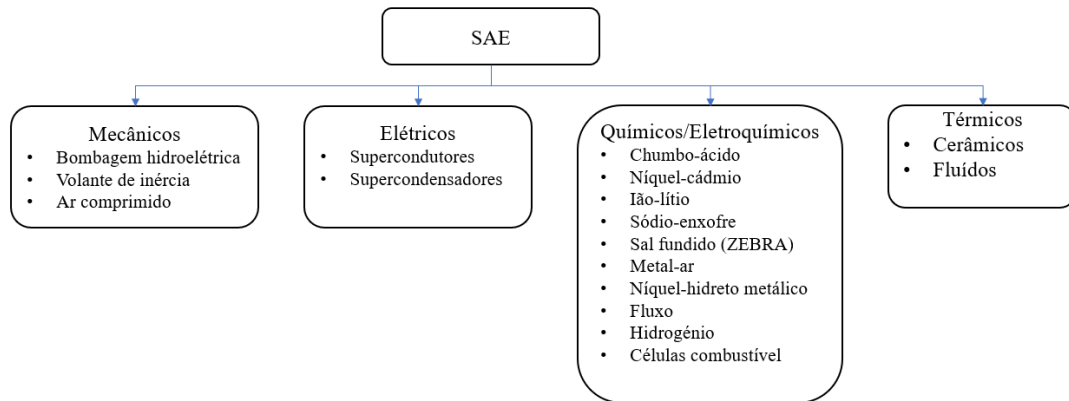 SAE
Mecânicos
• Bombagem hidroelétrica
• Volante de inércia
• Ar comprimido
Elétricos
• Supercondutores
• Supercondensadores
Químicos/Eletroquímicos
• Chumbo-ácido
• Níquel-cádmio
• Ião-lítio
• Sódio-enxofre
• Sal fundido (ZEBRA)
• Metal-ar
• Níquel-hidreto metálico
• Fluxo
• Hidrogénio
• Células combustível
Térmicos
• Cerâmicos
• Fluídos